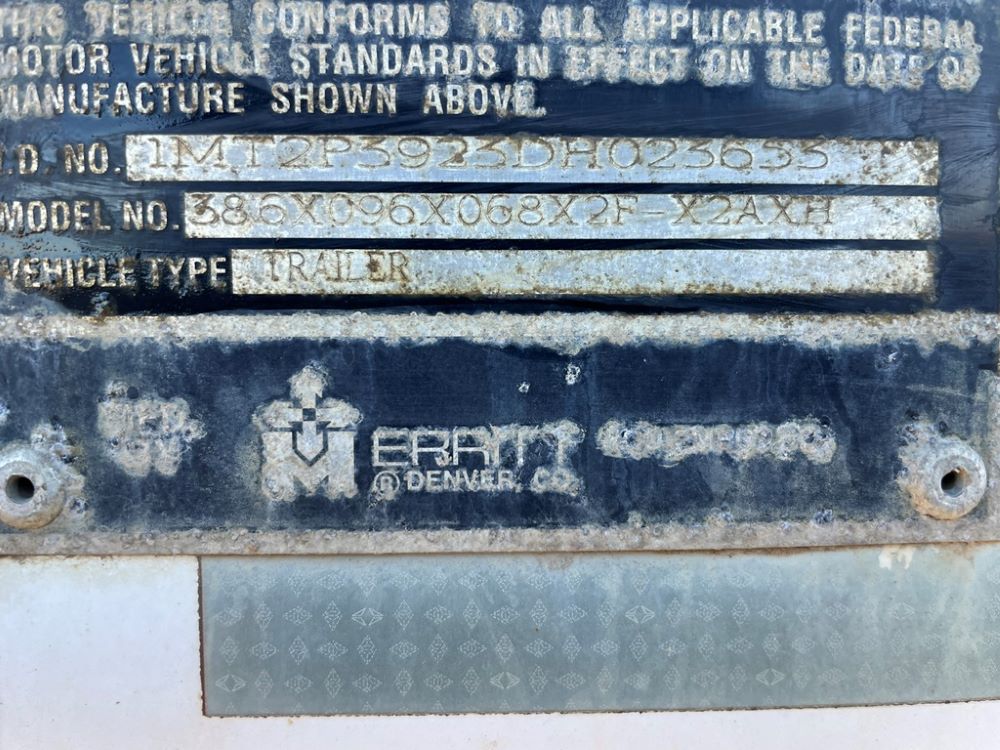 THIS VEHICLE CONFORMS TO ALL APPLICABLE FEDERAL
MOTOR VEHICLE STANDARDS IN EFFECT ON THE DATE OF
MANUFACTURE SHOWN ABOVE.
I.D. NO. 1MT2P3923DH023633
MODEL NO. 386X096X068X2F-X2AXH
VEHICLE TYPE TRAILER
MERRITT
® DENVER, CO.